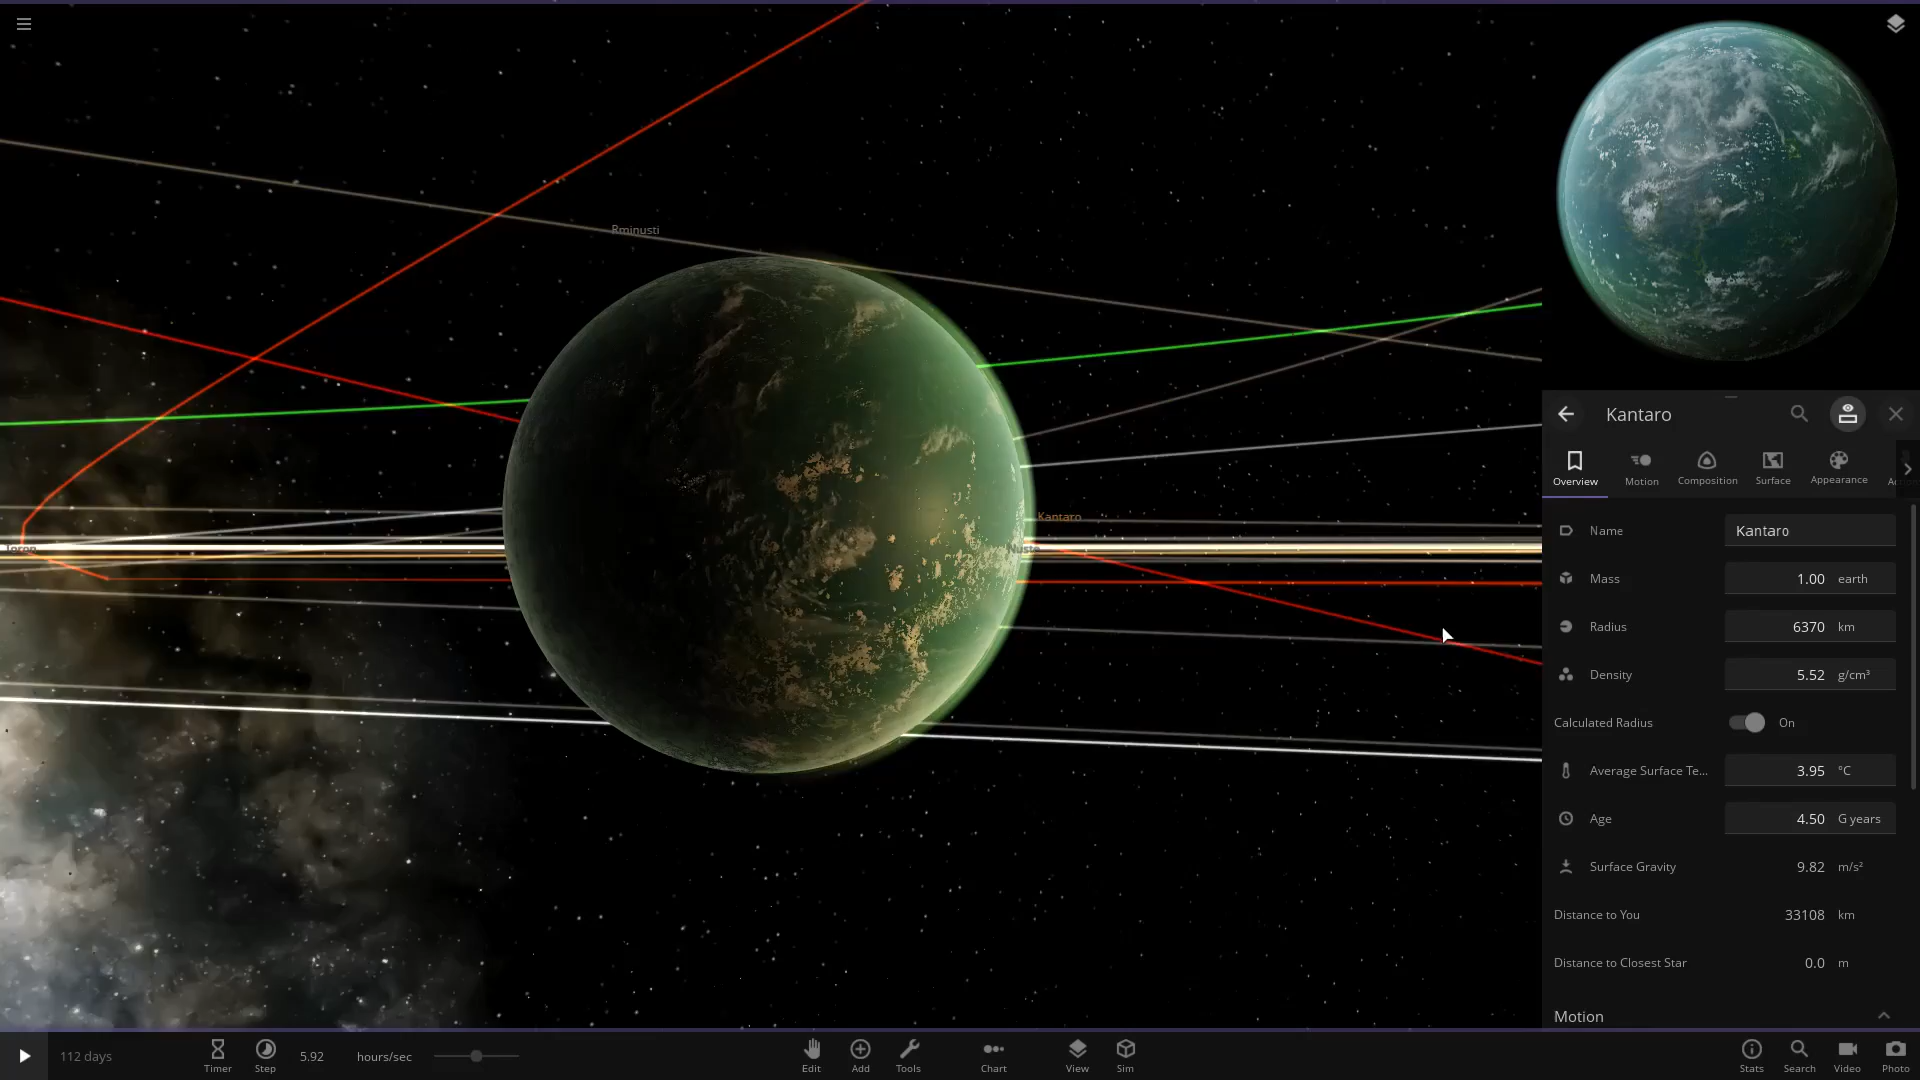 Rminusti
Kantaro
Nuste
Kantaro
Overview
Motion
Composition
Surface
Appearance
Name
Kantaro
Mass
1.00 earth
Radius
6370 km
Density
5.52 g/cm³
Calculated Radius
On
Average Surface Te...
3.95 °C
Age
4.50 G years
Surface Gravity
9.82 m/s²
Distance to You
33108 km
Distance to Closest Star
0.0 m
Motion
112 days
Timer
Step
5.92 hours/sec
Edit
Add
Tools
Chart
View
Sim
Stats
Search
Video
Photo